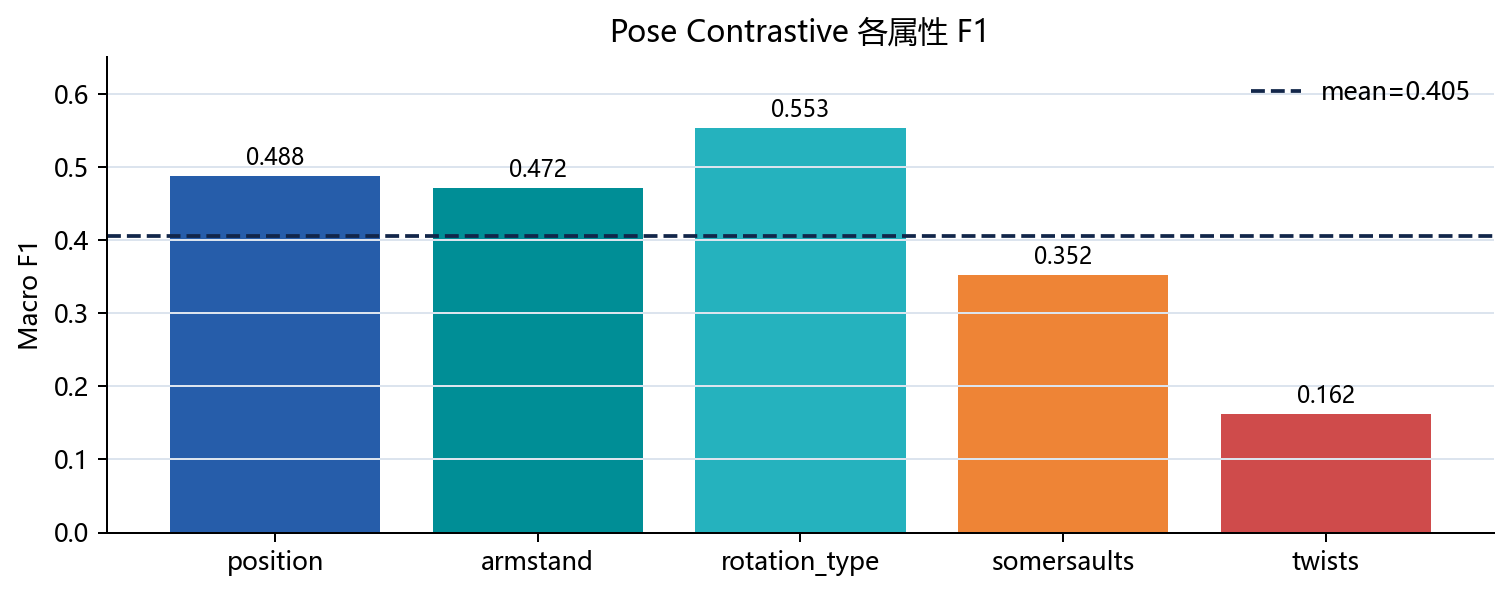 Pose Contrastive 各属性 F1
mean=0.405
Macro F1
0.6
0.5
0.4
0.3
0.2
0.1
0.0
0.488
0.472
0.553
0.352
0.162
position
armstand
rotation_type
somersaults
twists